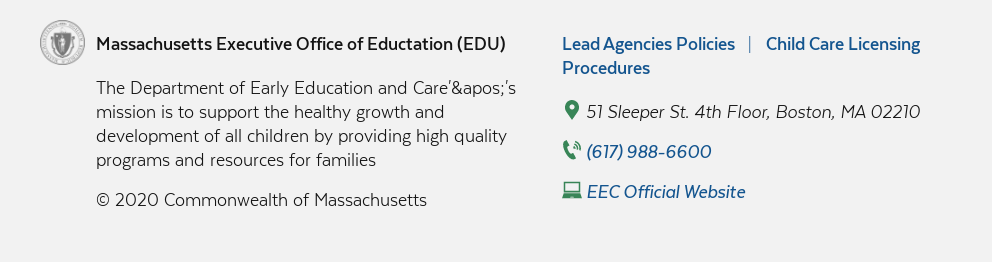 Massachusetts Executive Office of Eductation (EDU)
The Department of Early Education and Care'&apos;'s
mission is to support the healthy growth and
development of all children by providing high quality
programs and resources for families
© 2020 Commonwealth of Massachusetts
Lead Agencies Policies | Child Care Licensing
Procedures
51 Sleeper St. 4th Floor, Boston, MA 02210
(617) 988-6600
EEC Official Website